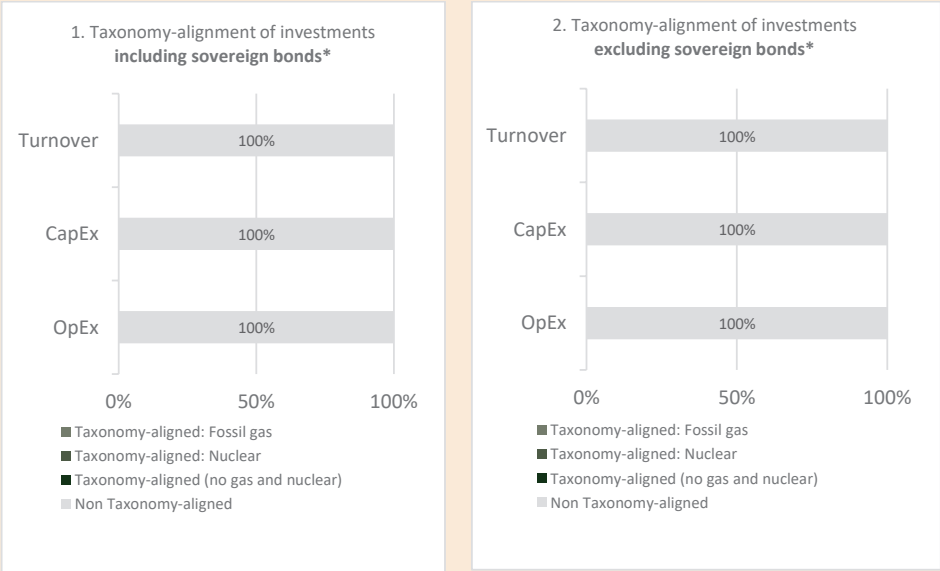 1. Taxonomy-alignment of investments
including sovereign bonds*
Turnover
100%
CapEx
100%
OpEx
100%
0%
50%
100%
Taxonomy-aligned: Fossil gas
Taxonomy-aligned: Nuclear
Taxonomy-aligned (no gas and nuclear)
Non Taxonomy-aligned
2. Taxonomy-alignment of investments
excluding sovereign bonds*
Turnover
100%
CapEx
100%
OpEx
100%
0%
50%
100%
Taxonomy-aligned: Fossil gas
Taxonomy-aligned: Nuclear
Taxonomy-aligned (no gas and nuclear)
Non Taxonomy-aligned